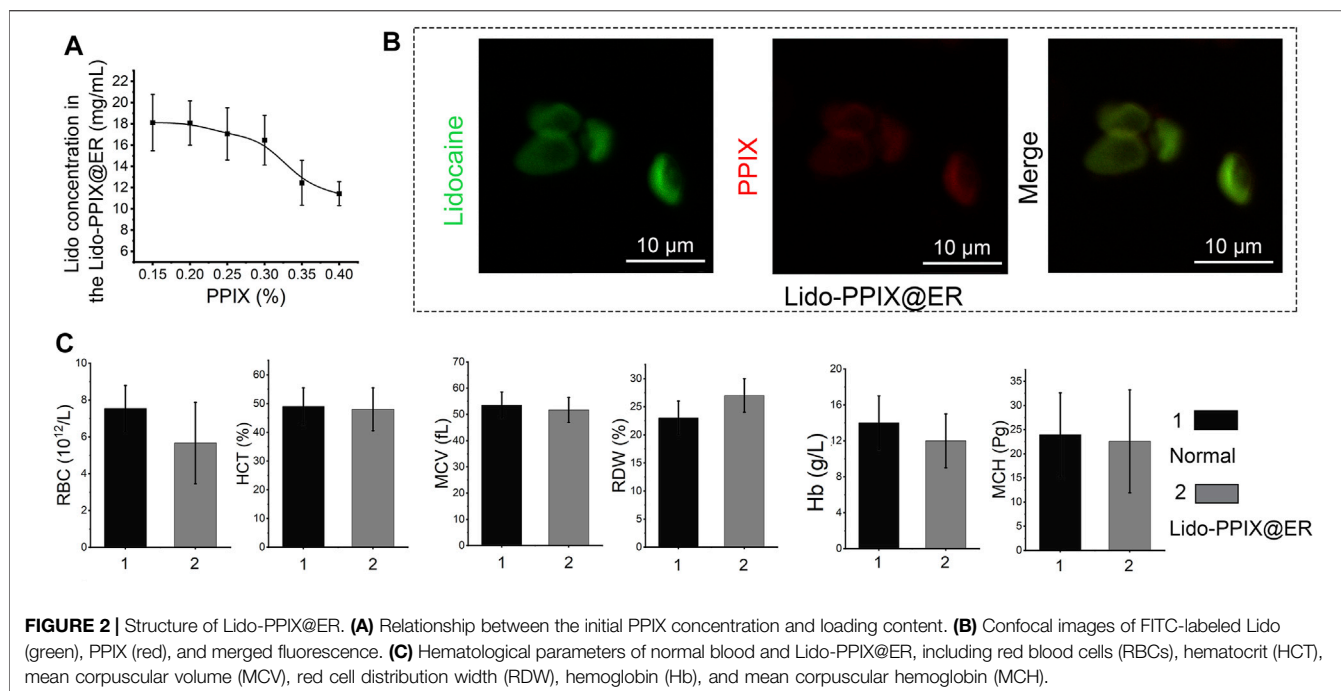 A
Lido concentration in
the Lido-PPIX@ER (mg/mL)
22
20
18
16
14
12
10
8
6
0.15 0.20 0.25 0.30 0.35 0.40
PPIX (%)
B
Lidocaine
10 µm
PPIX
10 µm
Merge
10 µm
Lido-PPIX@ER
C
RBC (10¹²/L)
10
8
6
4
2
0
1 2
HCT (%)
60
50
40
30
20
10
0
1 2
MCV (fL)
70
60
50
40
30
20
10
0
1 2
RDW (%)
30
25
20
15
10
5
0
1 2
Hb (g/L)
20
16
12
8
4
0
1 2
MCH (Pg)
35
30
25
20
15
10
5
0
1 2
1
Normal
2
Lido-PPIX@ER
FIGURE 2 | Structure of Lido-PPIX@ER. (A) Relationship between the initial PPIX concentration and loading content. (B) Confocal images of FITC-labeled Lido
(green), PPIX (red), and merged fluorescence. (C) Hematological parameters of normal blood and Lido-PPIX@ER, including red blood cells (RBCs), hematocrit (HCT),
mean corpuscular volume (MCV), red cell distribution width (RDW), hemoglobin (Hb), and mean corpuscular hemoglobin (MCH).